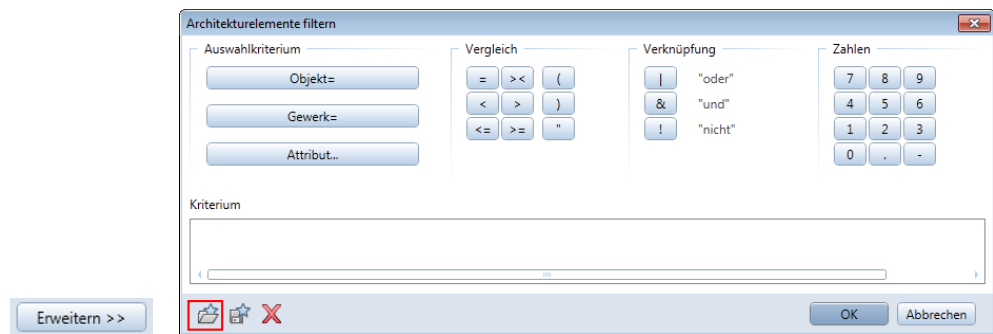 Architekturelemente filtern
Auswahlkriterium Vergleich Verknüpfung Zahlen
Objekt= = >< ( | "oder" 7 8 9
Gewerk= < > ) & "und" 4 5 6
<= >= " ! "nicht" 1 2 3
Attribut... 0 . -
Kriterium
Erweitern >> OK Abbrechen